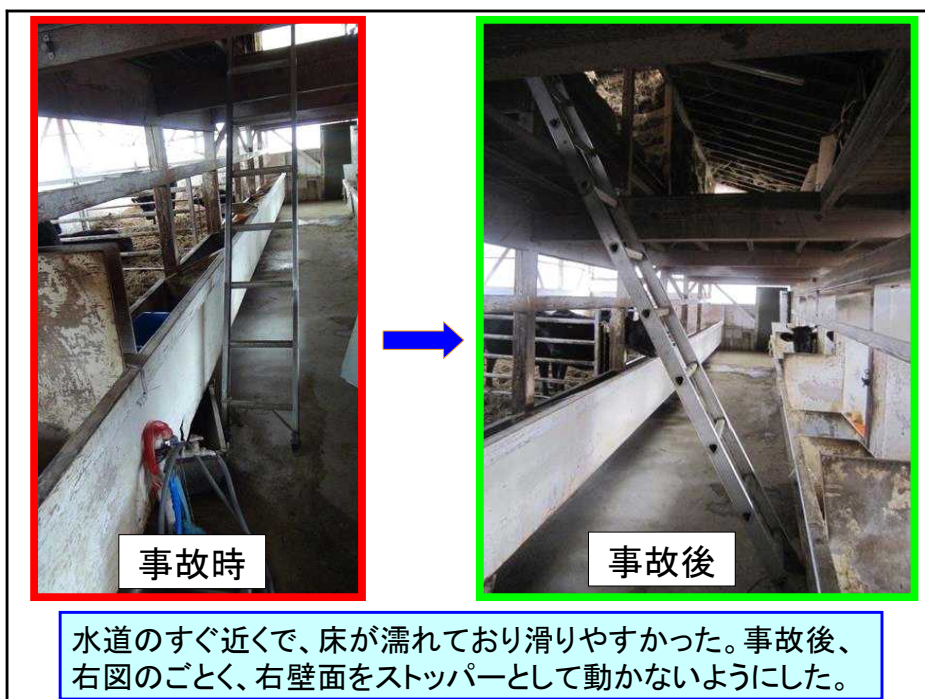 事故時
事故後
水道のすぐ近くで、床が濡れており滑りやすかった。事故後、
右図のごとく、右壁面をストッパーとして動かないようにした。